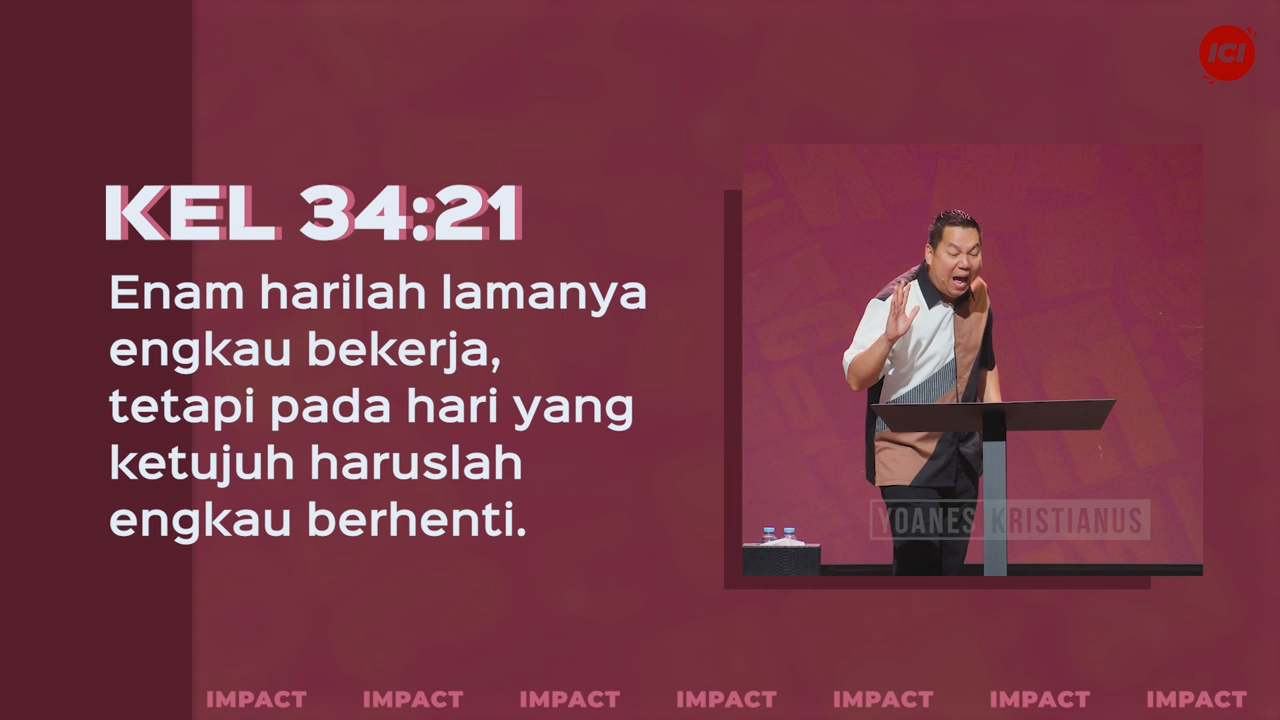 ICI
KEL 34:21
Enam harilah lamanya
engkau bekerja,
tetapi pada hari yang
ketujuh haruslah
engkau berhenti.
YOANES KRISTIANUS
IMPACT IMPACT IMPACT IMPACT IMPACT IMPACT IMPACT